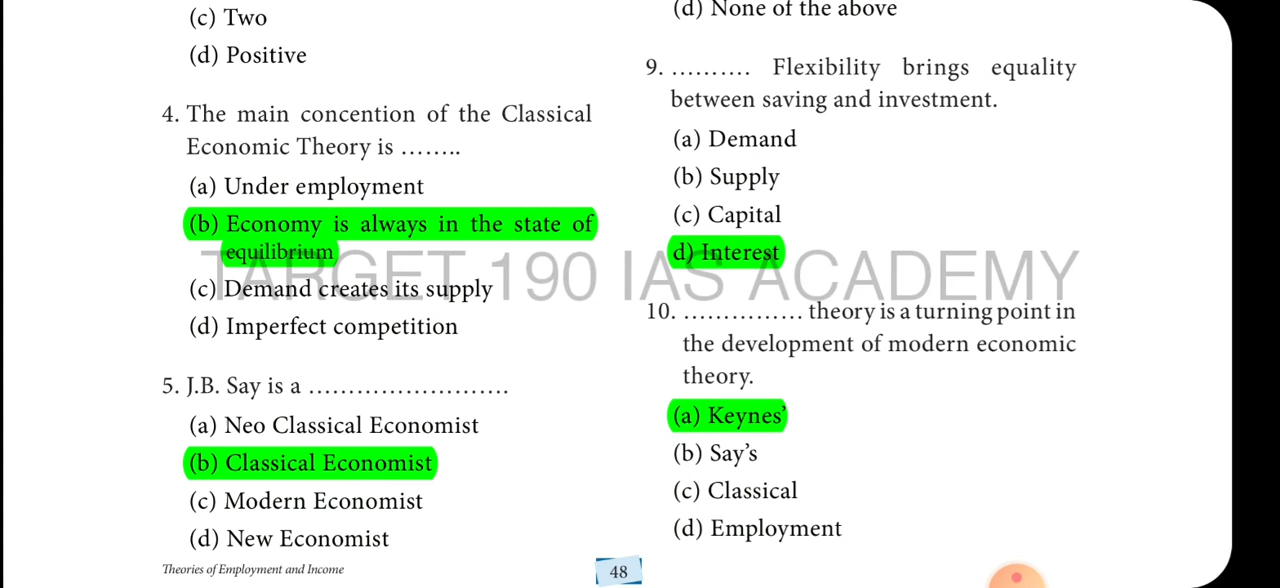 (c) Two
(d) Positive
4. The main concention of the Classical
Economic Theory is ........
(a) Under employment
(b) Economy is always in the state of
equilibrium
(c) Demand creates its supply
(d) Imperfect competition
5. J.B. Say is a ........................
(a) Neo Classical Economist
(b) Classical Economist
(c) Modern Economist
(d) New Economist
Theories of Employment and Income
48
(d) None of the above
9. .......... Flexibility brings equality
between saving and investment.
(a) Demand
(b) Supply
(c) Capital
d) Interest
10. ............... theory is a turning point in
the development of modern economic
theory.
(a) Keynes’
(b) Say’s
(c) Classical
(d) Employment
TARGET 190 IAS ACADEMY